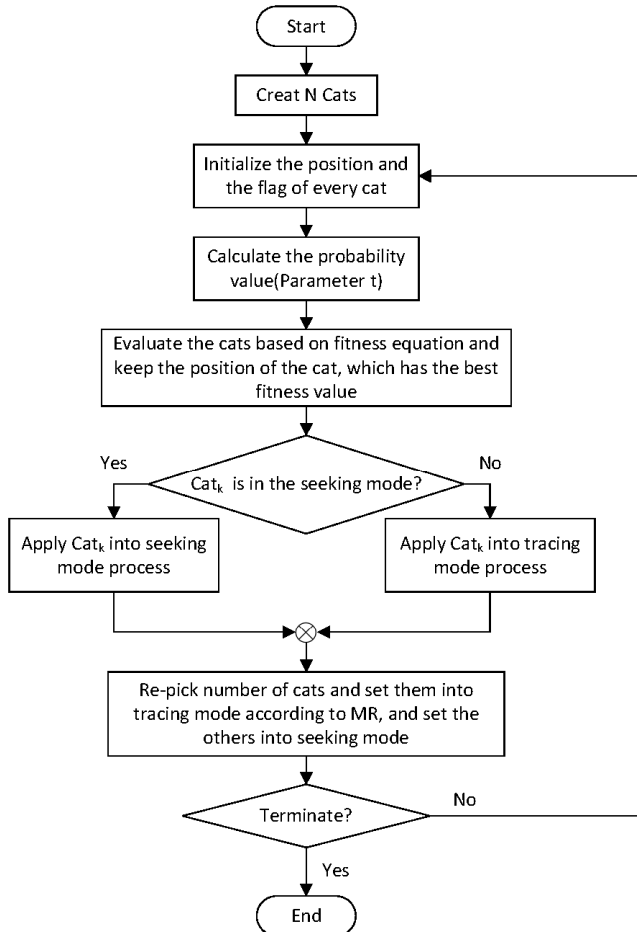 Start
Creat N Cats
Initialize the position and
the flag of every cat
Calculate the probability
value(Parameter t)
Evaluate the cats based on fitness equation and
keep the position of the cat, which has the best
fitness value
Yes
Catₖ is in the seeking mode?
No
Apply Catₖ into seeking
mode process
Apply Catₖ into tracing
mode process
Re-pick number of cats and set them into
tracing mode according to MR, and set the
others into seeking mode
Terminate?
No
Yes
End